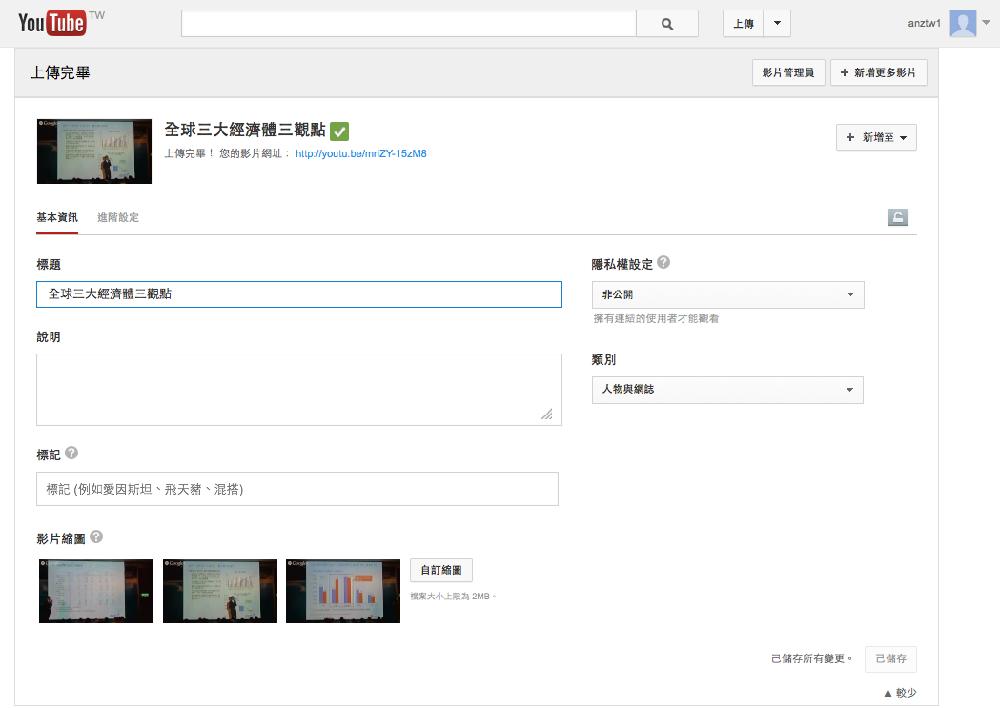 YouTube TW
上傳
anztw1
上傳完畢
影片管理員
+ 新增更多影片
全球三大經濟體三觀點
上傳完畢！ 您的影片網址： http://youtu.be/mriZY-15zM8
+ 新增至
基本資訊
進階設定
標題
全球三大經濟體三觀點
說明
標記 ?
標記 (例如愛因斯坦、飛天豬、混搭)
隱私權設定 ?
非公開
擁有連結的使用者才能觀看
類別
人物與網誌
影片縮圖 ?
Google
Google
Google
自訂縮圖
檔案大小上限為 2MB。
已儲存所有變更。
已儲存
▲ 較少